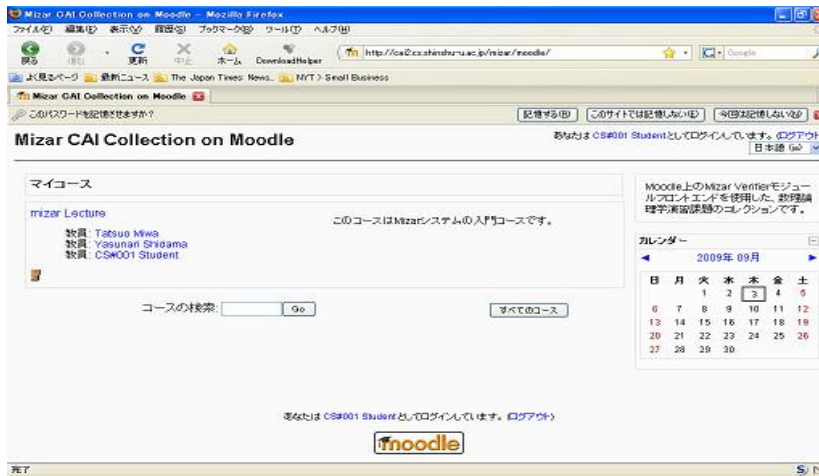 Mizar CAI Collection on Moodle - Mozilla Firefox
ファイル(F) 編集(E) 表示(V) 履歴(S) ブックマーク(B) ツール(T) ヘルプ(H)
戻る 更新 中止 ホーム DownloadHelper
http://cai2.cs.shinshu-u.ac.jp/mizar/moodle/
Google
よく見るページ 最新ニュース The Japan Times News.. NYT > Small Business
Mizar CAI Collection on Moodle
このパスワードを記憶させますか?
記憶する(R) このサイトでは記憶しない(E) 今回は記憶しない(N)
Mizar CAI Collection on Moodle
あなたは CS#001 Student としてログインしています。(ログアウト
日本語 (ja)
マイコース
mizar Lecture
このコースはMizarシステムの入門コースです。
教員: Tatsuo Miwa
教員: Yasunari Shidama
教員: CS#001 Student
コースの検索: Go
すべてのコース
Moodle上のMizar Verifierモジュー
ルフロントエンドを使用した、数理論
理学演習課題のコレクションです。
カレンダー
2009年 09月
日 月 火 水 木 金 土
1 2 3 4 5
6 7 8 9 10 11 12
13 14 15 16 17 18 19
20 21 22 23 24 25 26
27 28 29 30
あなたは CS#001 Student としてログインしています。(ログアウト)
moodle
完了